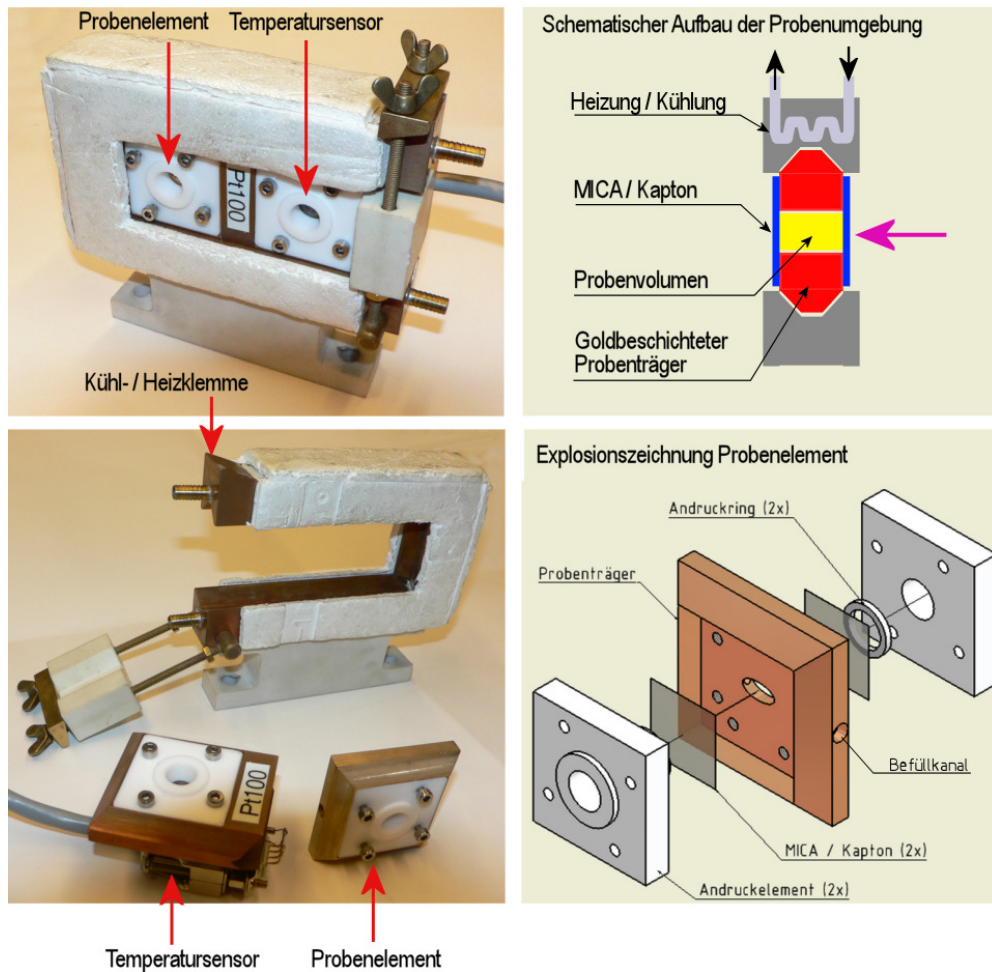 Probenelement
Temperatursensor
Pt100
Kühl- / Heizklemme
Pt100
Temperatursensor
Probenelement
Schematischer Aufbau der Probenumgebung
Heizung / Kühlung
MICA / Kapton
Probenvolumen
Goldbeschichteter
Probenträger
Explosionszeichnung Probenelement
Andruckring (2x)
Probenträger
Befüllkanal
MICA / Kapton (2x)
Andruckelement (2x)